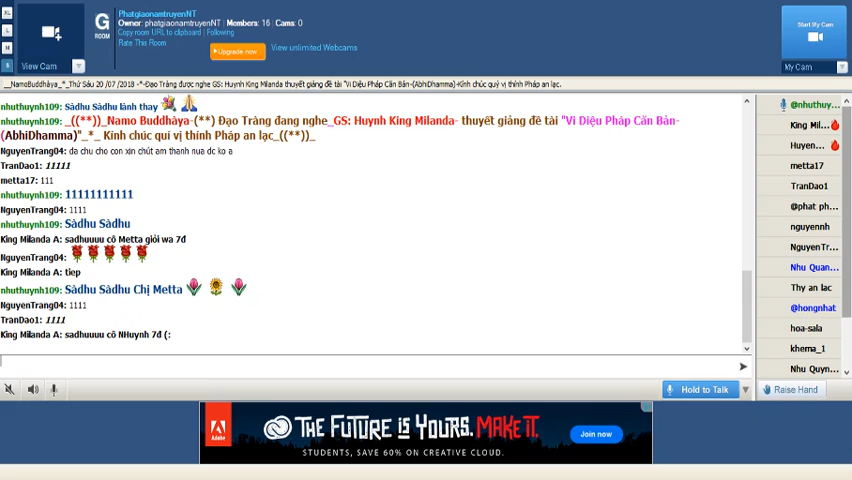 XL
L
M
S
View Cam
G
ROOM
PhatgiaonamtruyenNT
Owner: phatgiaonamtruyenNT | Members: 16 | Cams: 0
Copy room URL to clipboard | Following
Rate This Room
Upgrade now
View unlimited Webcams
Start My Cam
My Cam
__NamoBuddhàya_*_Thứ Sáu 20 /07 /2018 -*-Đạo Tràng được nghe GS: Huynh King Milanda thuyết giảng đề tài "Vi Diệu Pháp Căn Bản-(AbhiDhamma)-Kính chúc quý vị thính Pháp an lạc.
nhuthuynh109: Sàdhu Sàdhu lành thay
nhuthuynh109: _((**))_Namo Buddhàya-(**) Đạo Tràng đang nghe _GS: Huynh King Milanda- thuyết giảng đề tài "Vi Diệu Pháp Căn Bản-
(AbhiDhamma)"_*_ Kính chúc quí vị thính Pháp an lạc_((**))_
NguyenTrang04: da chu cho con xin chút am thanh nua dc ko a
TranDao1: 11111
metta17: 111
nhuthuynh109: 11111111111
NguyenTrang04: 1111
nhuthuynh109: Sàdhu Sàdhu
King Milanda A: sadhuuuu cô Metta giỏi wa 7đ
NguyenTrang04:
King Milanda A: tiep
nhuthuynh109: Sàdhu Sàdhu Chị Metta
NguyenTrang04: 1111
TranDao1: 1111
King Milanda A: sadhuuuu cô NHuynh 7đ (:
@nhuthuy...
King Mil...
Huyen...
metta17
TranDao1
@phat ph...
nguyennh
NguyenTr...
Nhu Quan...
Thy an lac
@hongnhat
hoa-sala
khema_1
Nhu Quyn...
Hold to Talk
Raise Hand
Adobe
THE FUTURE IS YOURS. MAKE IT.
STUDENTS, SAVE 60% ON CREATIVE CLOUD.
Join now